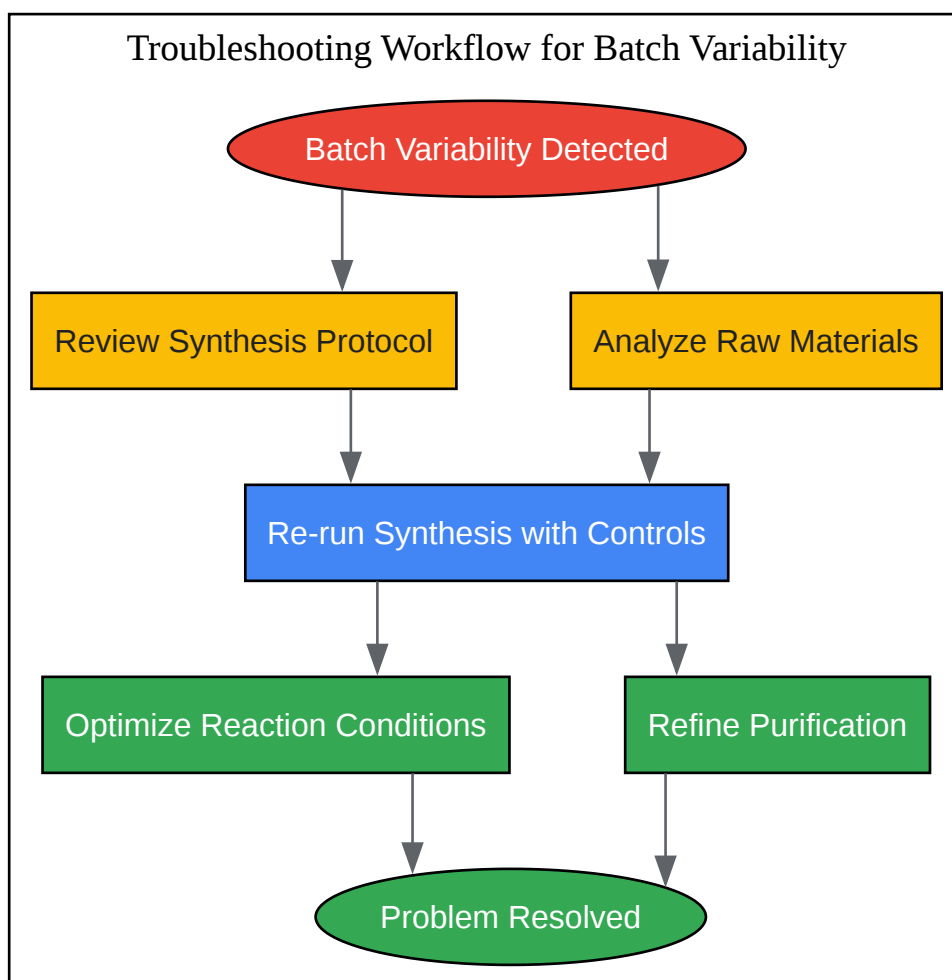 Troubleshooting Workflow for Batch Variability
Batch Variability Detected
Review Synthesis Protocol
Analyze Raw Materials
Re-run Synthesis with Controls
Optimize Reaction Conditions
Refine Purification
Problem Resolved